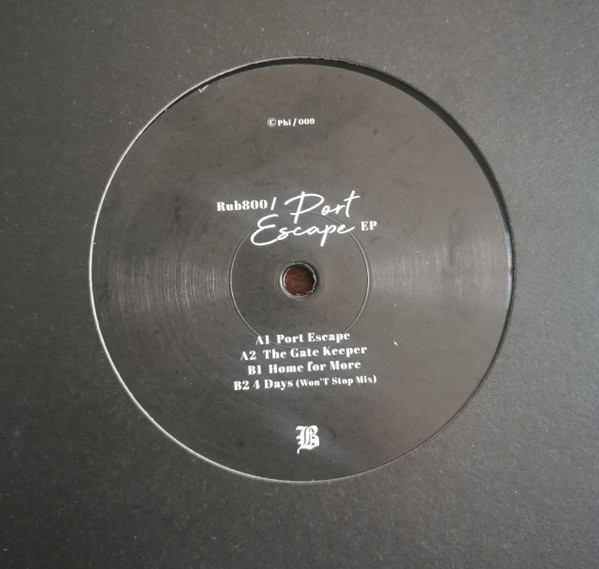 ©Phi / 009
Rub800 / Port
Escape EP
A1 Port Escape
A2 The Gate Keeper
B1 Home for More
B2 4 Days (Won'T Stop Mix)
B